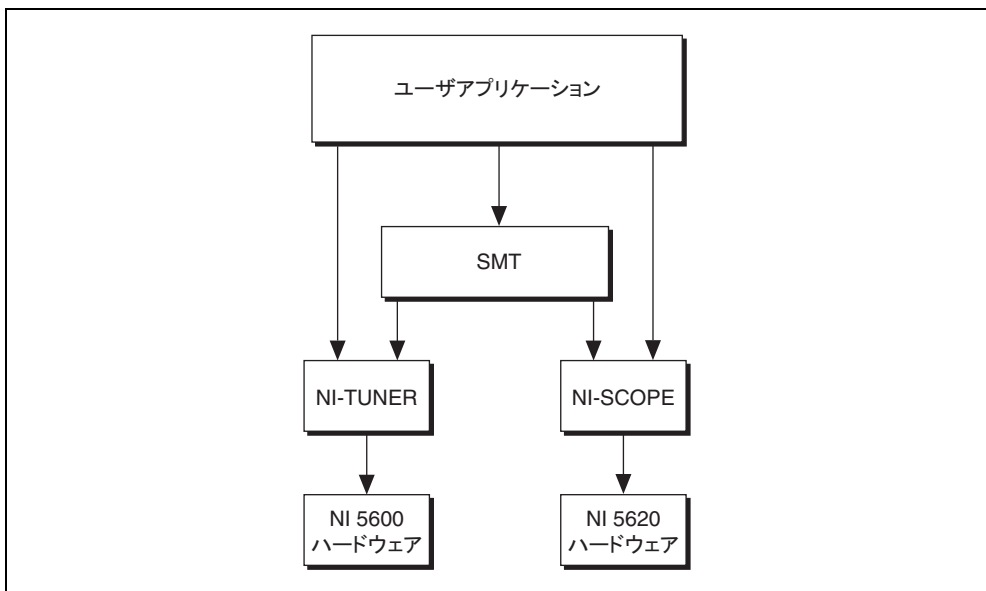 ユーザアプリケーション
SMT
NI-TUNER
NI-SCOPE
NI 5600
ハードウェア
NI 5620
ハードウェア